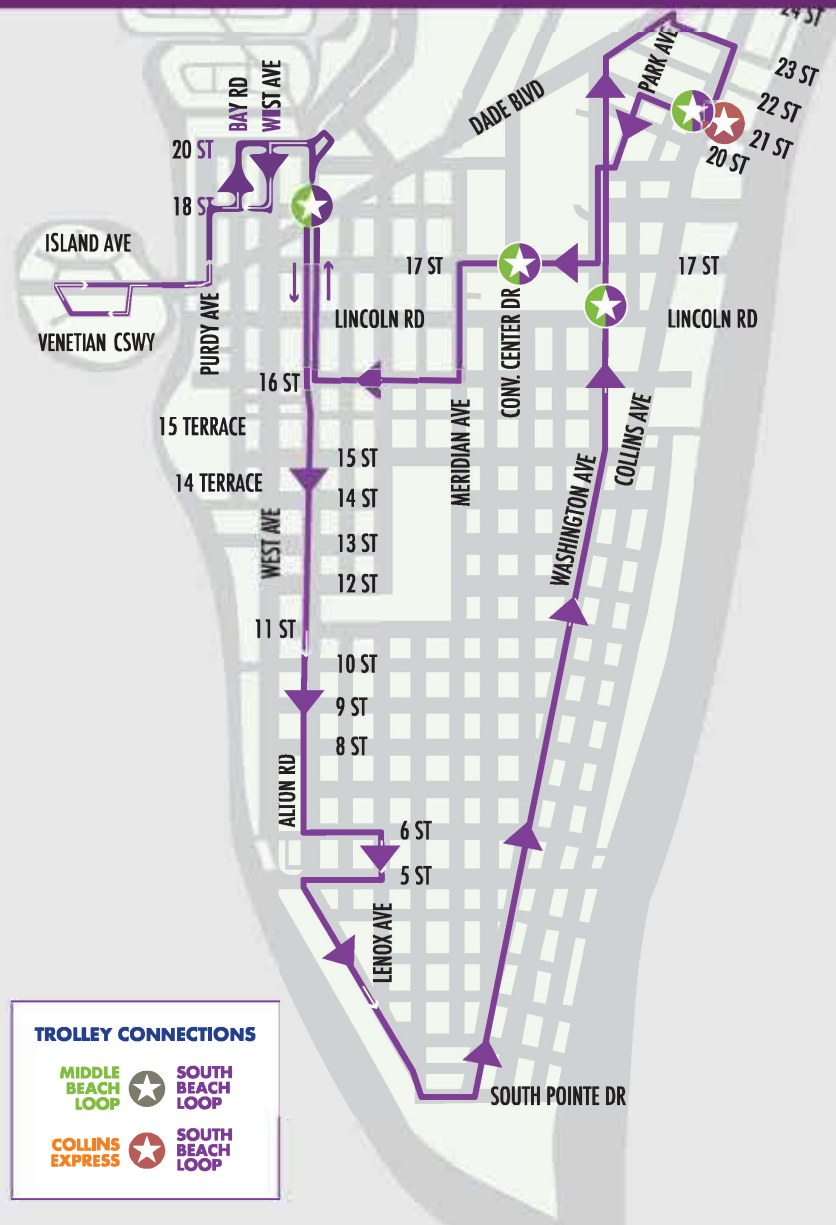 24 ST
23 ST
22 ST
21 ST
20 ST
PARK AVE
DADE BLVD
BAY RD
WEST AVE
20 ST
18 ST
ISLAND AVE
VENETIAN CSWY
PURDY AVE
17 ST
17 ST
CONV. CENTER DR
LINCOLN RD
LINCOLN RD
16 ST
MERIDIAN AVE
COLLINS AVE
WASHINGTON AVE
15 TERRACE
15 ST
14 TERRACE
14 ST
WEST AVE
13 ST
12 ST
11 ST
10 ST
9 ST
8 ST
ALTON RD
6 ST
5 ST
LENOX AVE
SOUTH POINTE DR
TROLLEY CONNECTIONS
MIDDLE
BEACH
LOOP
SOUTH
BEACH
LOOP
COLLINS
EXPRESS
SOUTH
BEACH
LOOP